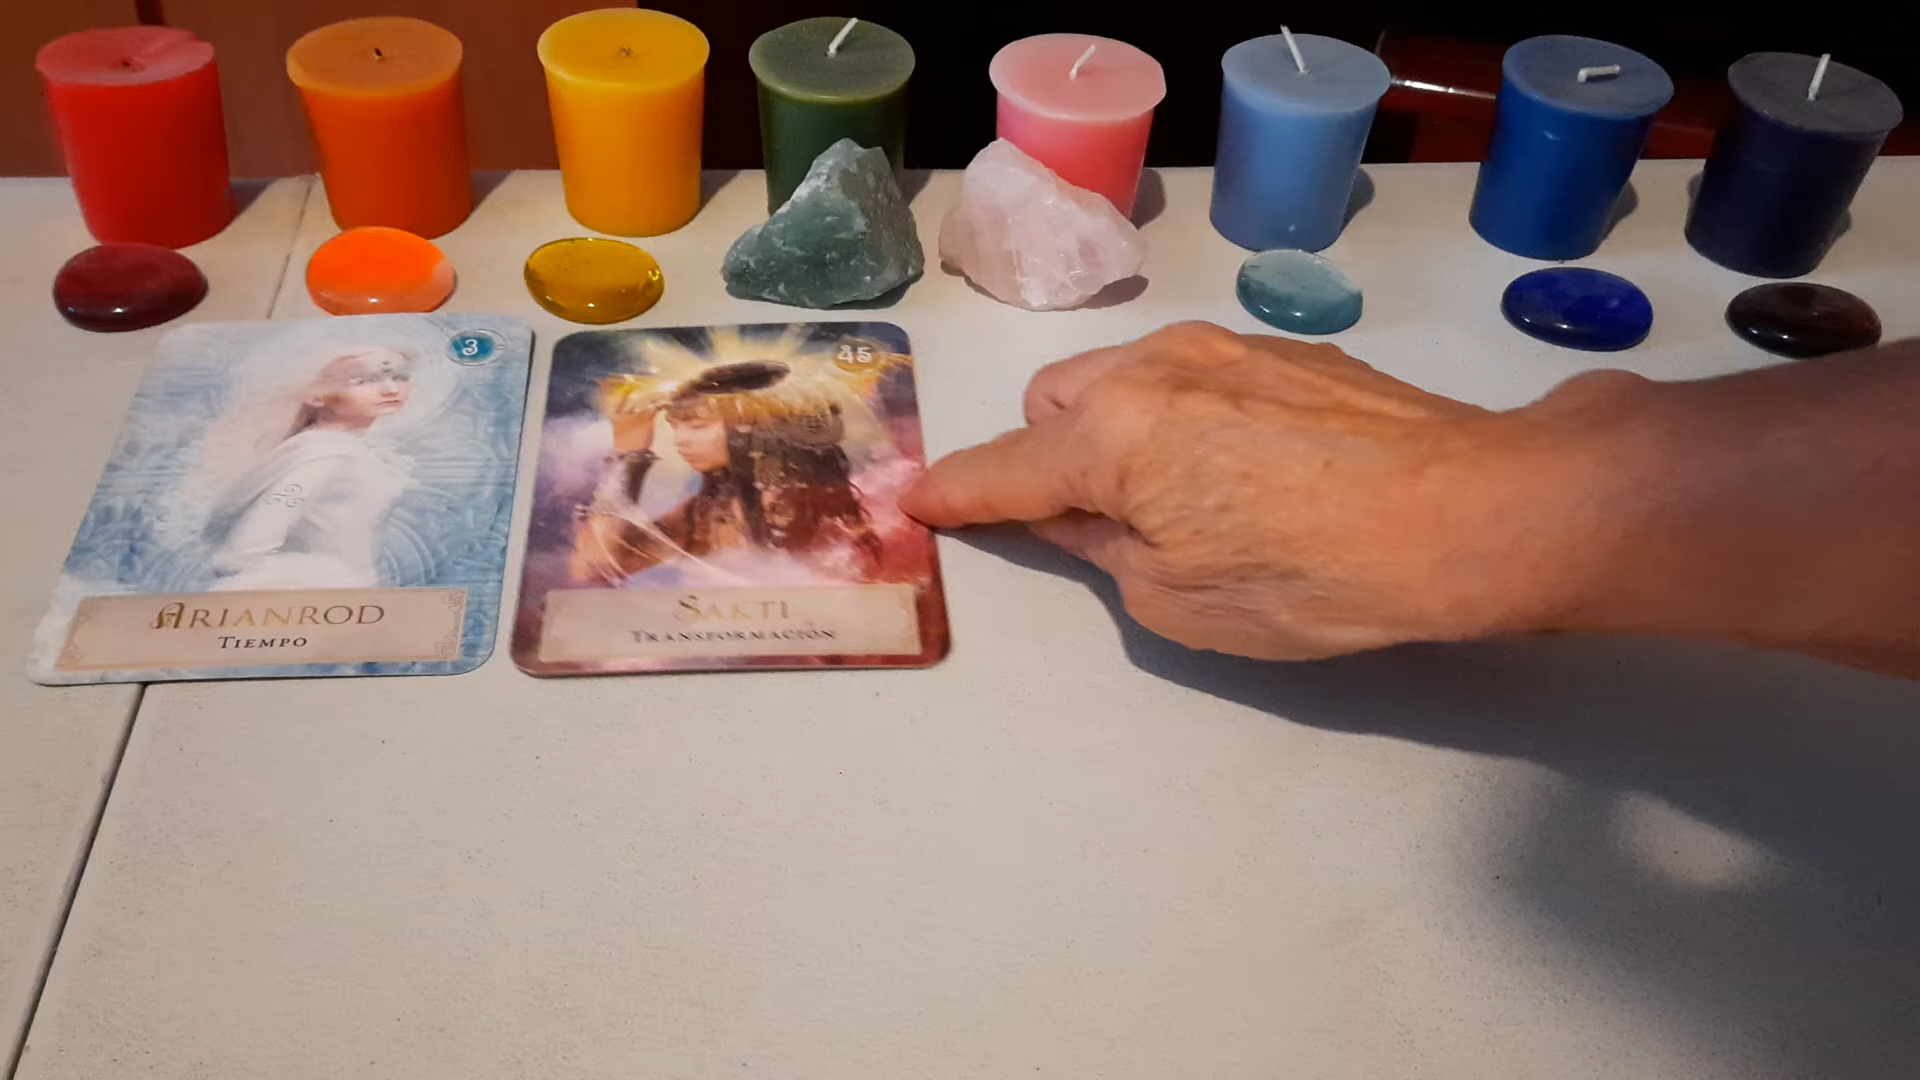 3
ARIANROD
TIEMPO
45
SAKTI
TRANSFORMACIÓN